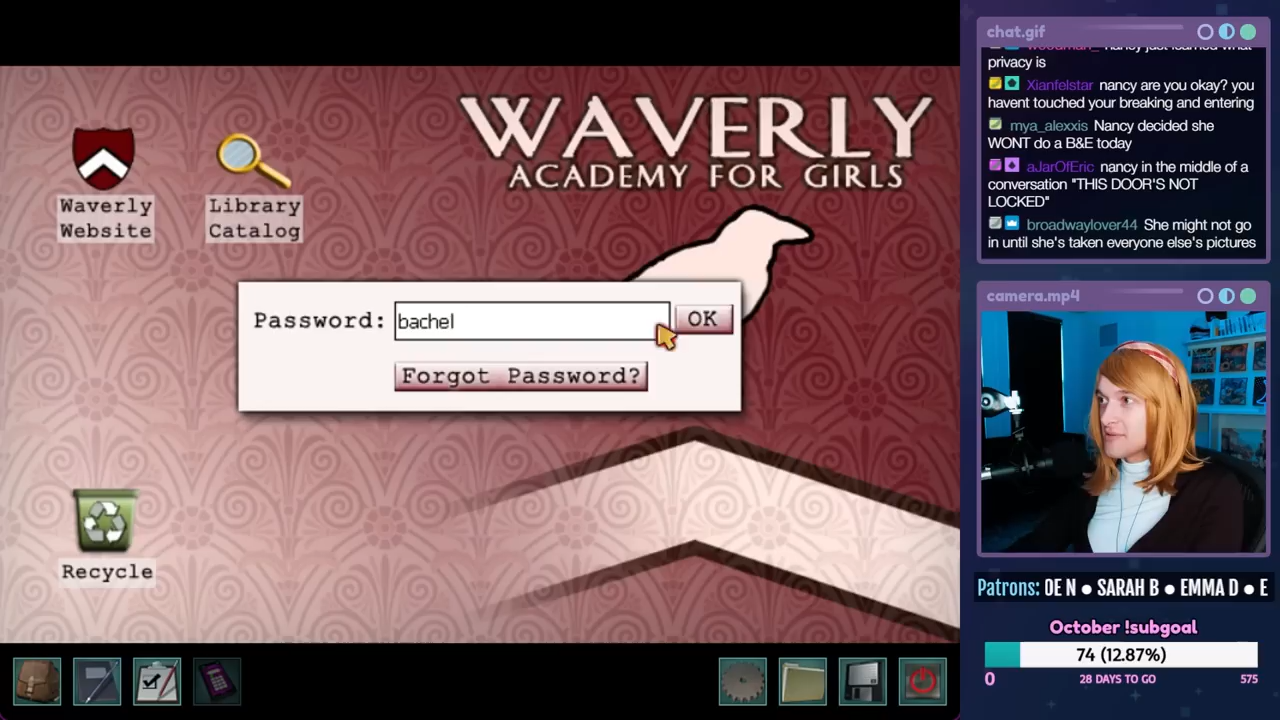 WAVERLY
ACADEMY FOR GIRLS
Waverly
Website
Library
Catalog
Password:
bachel
OK
Forgot Password?
Recycle
chat.gif
nancy just learned what
privacy is
Xianfelstar nancy are you okay? you
havent touched your breaking and entering
mya_alexxis Nancy decided she
WONT do a B&E today
aJarOfEric nancy in the middle of a
conversation "THIS DOOR'S NOT
LOCKED"
broadwaylover44 She might not go
in until she's taken everyone else's pictures
camera.mp4
Patrons: OE N ● SARAH B ● EMMA D ● E
October !subgoal
74 (12.87%)
0
28 DAYS TO GO
575